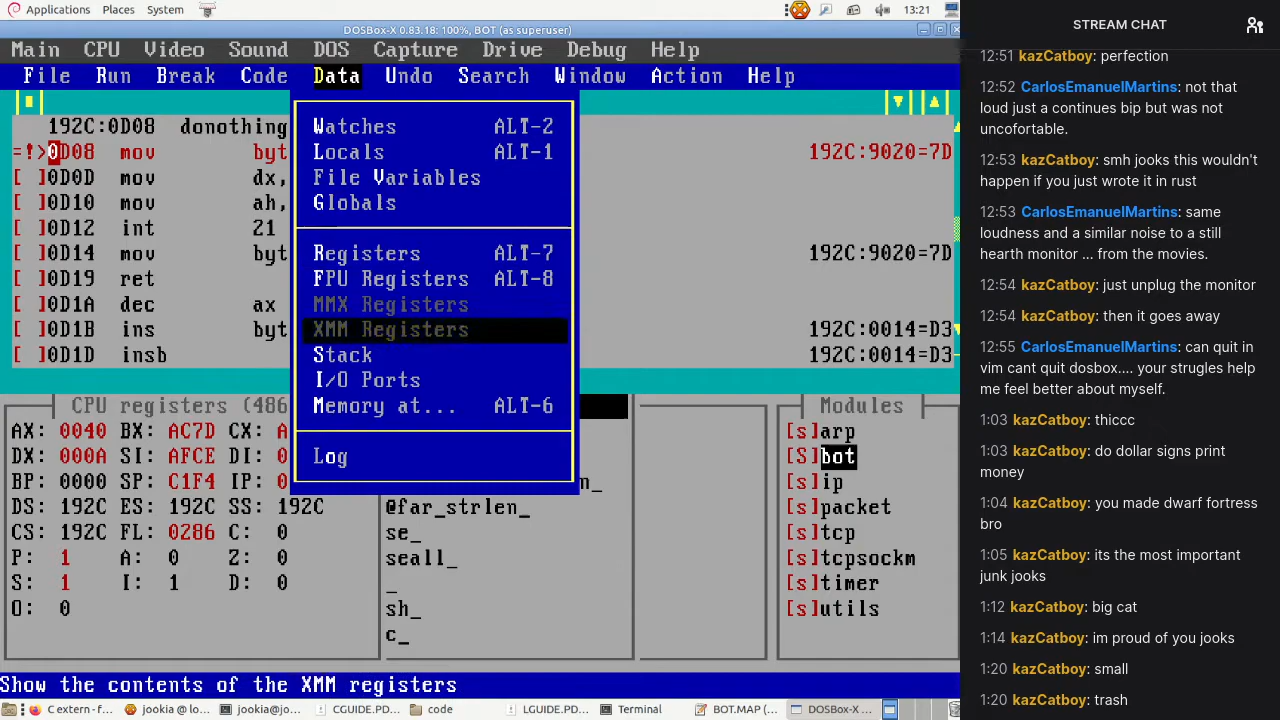 Applications Places System 13:21
DOSBox-X 0.83.18: 100%, BOT (as superuser)
Main CPU Video Sound DOS Capture Drive Debug Help
File Run Break Code Data Undo Search Window Action Help
192C:0D08 donothing
=!>0D08 mov byt 192C:9020=7D
[ ]0D0D mov dx,
[ ]0D10 mov ah,
[ ]0D12 int 21
[ ]0D14 mov byt 192C:9020=7D
[ ]0D19 ret
[ ]0D1A dec ax
[ ]0D1B ins byt 192C:0014=D3
[ ]0D1D insb 192C:0014=D3
Watches ALT-2
Locals ALT-1
File Variables
Globals
Registers ALT-7
FPU Registers ALT-8
MMX Registers
XMM Registers
Stack
I/O Ports
Memory at... ALT-6
Log
CPU registers (486
AX: 0040 BX: AC7D CX: A
DX: 000A SI: AFCE DI: 0
BP: 0000 SP: C1F4 IP: 0
DS: 192C ES: 192C SS: 192C
CS: 192C FL: 0286 C: 0
P: 1 A: 0 Z: 0
S: 1 I: 1 D: 0
O: 0
n_
@far_strlen_
se_
seall_
_
sh_
c_
Modules
[s]arp
[S]bot
[s]ip
[s]packet
[s]tcp
[s]tcpsockm
[s]timer
[s]utils
Show the contents of the XMM registers
C extern - f... jookia @ lo... jookia@jo... CGUIDE.PD... code LGUIDE.PD... Terminal BOT.MAP (... DOSBox-X ...
STREAM CHAT
12:51 kazCatboy: perfection
12:52 CarlosEmanuelMartins: not that
loud just a continues bip but was not
uncofortable.
12:53 kazCatboy: smh jooks this wouldn't
happen if you just wrote it in rust
12:53 CarlosEmanuelMartins: same
loudness and a similar noise to a still
hearth monitor ... from the movies.
12:54 kazCatboy: just unplug the monitor
12:54 kazCatboy: then it goes away
12:55 CarlosEmanuelMartins: can quit in
vim cant quit dosbox.... your strugles help
me feel better about myself.
1:03 kazCatboy: thiccc
1:03 kazCatboy: do dollar signs print
money
1:04 kazCatboy: you made dwarf fortress
bro
1:05 kazCatboy: its the most important
junk jooks
1:12 kazCatboy: big cat
1:14 kazCatboy: im proud of you jooks
1:20 kazCatboy: small
1:20 kazCatboy: trash